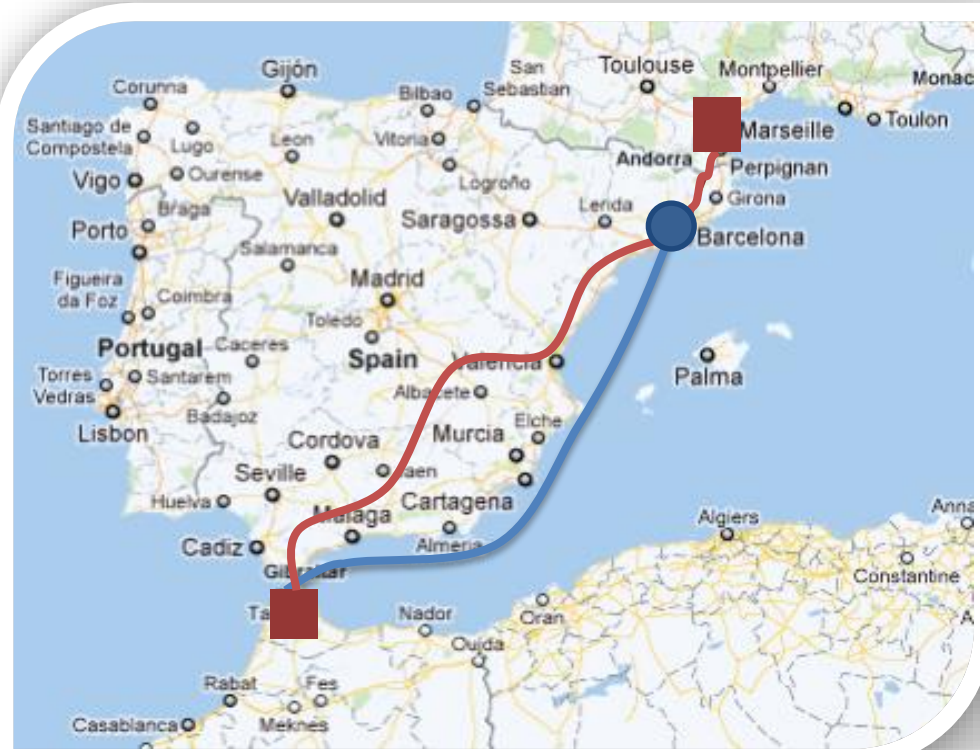 Gijón
Corunna
San
Sebastian
Toulouse
Montpellier
Monac
Bilbao
Toulon
Santiago de
Compostela
Lugo
Leon
Vitoria
Marseille
Andorra
Perpignan
Vigo
Ourense
Logroño
Valladolid
Girona
Braga
Saragossa
Lerida
Porto
Barcelona
Salamanca
Figueira
da Foz
Coimbra
Madrid
Toledo
Portugal
Caceres
Spain
Valencia
Torres
Vedras
Santarem
Palma
Albacete
Badajoz
Lisbon
Elche
Cordova
Murcia
Seville
Jaen
Huelva
Cartagena
Malaga
Algiers
Anna
Cadiz
Almeria
Gibraltar
Constantine
Ta
Nador
Oran
Oujda
Rabat
Fes
Casablanca
Meknes